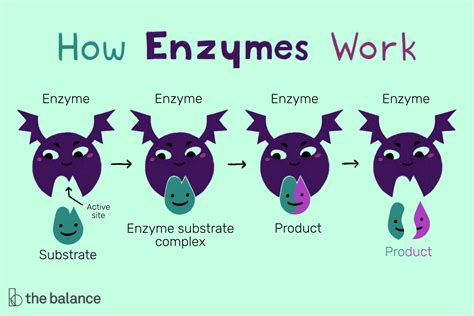 How Enzymes Work
Enzyme
Enzyme
Enzyme
Enzyme
Active
site
Substrate
Enzyme substrate
complex
Product
Product
the balance